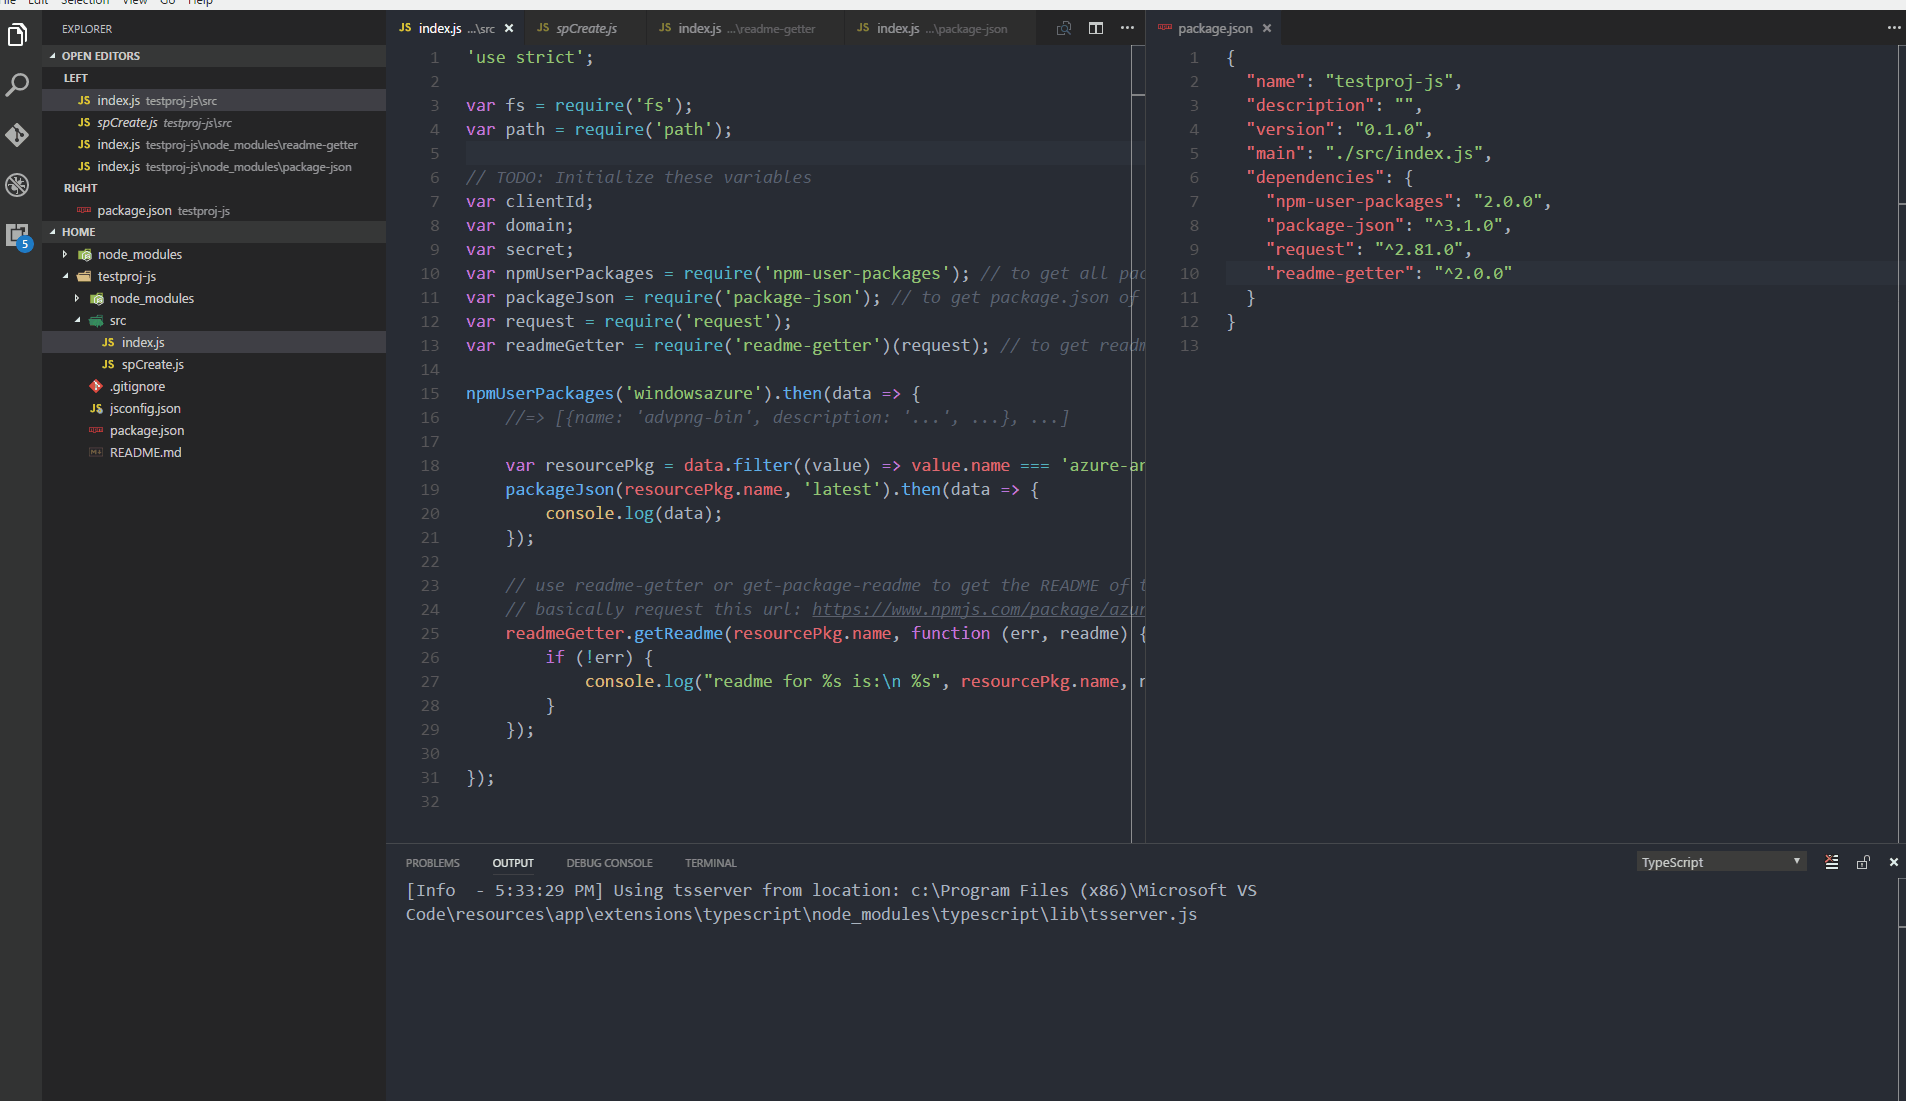 File Edit Selection View Go Help
EXPLORER
OPEN EDITORS
LEFT
JS index.js testproj-js\src
JS spCreate.js testproj-js\src
JS index.js testproj-js\node_modules\readme-getter
JS index.js testproj-js\node_modules\package-json
RIGHT
package.json testproj-js
HOME
node_modules
testproj-js
node_modules
src
JS index.js
JS spCreate.js
.gitignore
JS jsconfig.json
package.json
README.md
5
JS index.js ...\src
JS spCreate.js
JS index.js ...\readme-getter
JS index.js ...\package-json
1 'use strict';
2
3 var fs = require('fs');
4 var path = require('path');
5
6 // TODO: Initialize these variables
7 var clientId;
8 var domain;
9 var secret;
10 var npmUserPackages = require('npm-user-packages'); // to get all pac
11 var packageJson = require('package-json'); // to get package.json of
12 var request = require('request');
13 var readmeGetter = require('readme-getter')(request); // to get readm
14
15 npmUserPackages('windowsazure').then(data => {
16 //=> [{name: 'advpng-bin', description: '...', ...}, ...]
17
18 var resourcePkg = data.filter((value) => value.name === 'azure-ar
19 packageJson(resourcePkg.name, 'latest').then(data => {
20 console.log(data);
21 });
22
23 // use readme-getter or get-package-readme to get the README of t
24 // basically request this url: https://www.npmjs.com/package/azur
25 readmeGetter.getReadme(resourcePkg.name, function (err, readme) {
26 if (!err) {
27 console.log("readme for %s is:\n %s", resourcePkg.name, r
28 }
29 });
30
31 });
32
package.json
1 {
2 "name": "testproj-js",
3 "description": "",
4 "version": "0.1.0",
5 "main": "./src/index.js",
6 "dependencies": {
7 "npm-user-packages": "2.0.0",
8 "package-json": "^3.1.0",
9 "request": "^2.81.0",
10 "readme-getter": "^2.0.0"
11 }
12 }
13
PROBLEMS OUTPUT DEBUG CONSOLE TERMINAL
TypeScript
[Info  - 5:33:29 PM] Using tsserver from location: c:\Program Files (x86)\Microsoft VS
Code\resources\app\extensions\typescript\node_modules\typescript\lib\tsserver.js